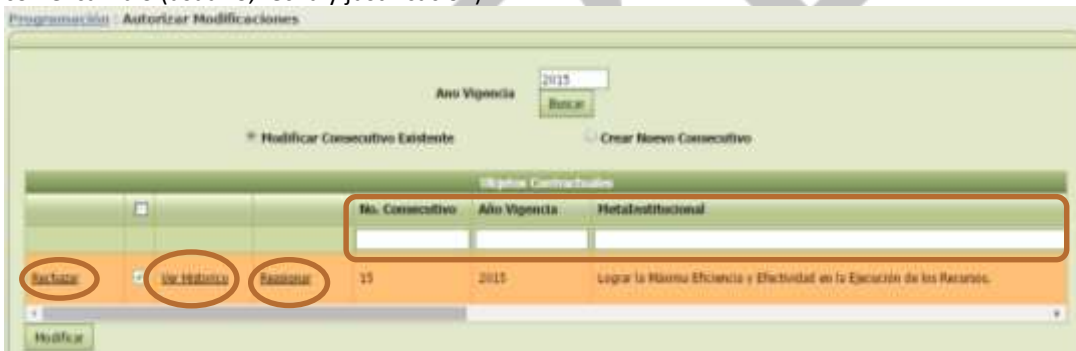 Programación : Autorizar Modificaciones
Ano Vigencia 2015
Buscar
Modificar Consecutivo Existente Crear Nuevo Consecutivo
Objetos Contractuales
No. Consecutivo Año Vigencia MetaInstitucional
Rechazar Ver Historico Reasignar 15 2015 Lograr la Máxima Eficiencia y Efectividad en la Ejecución de los Recursos.
Modificar